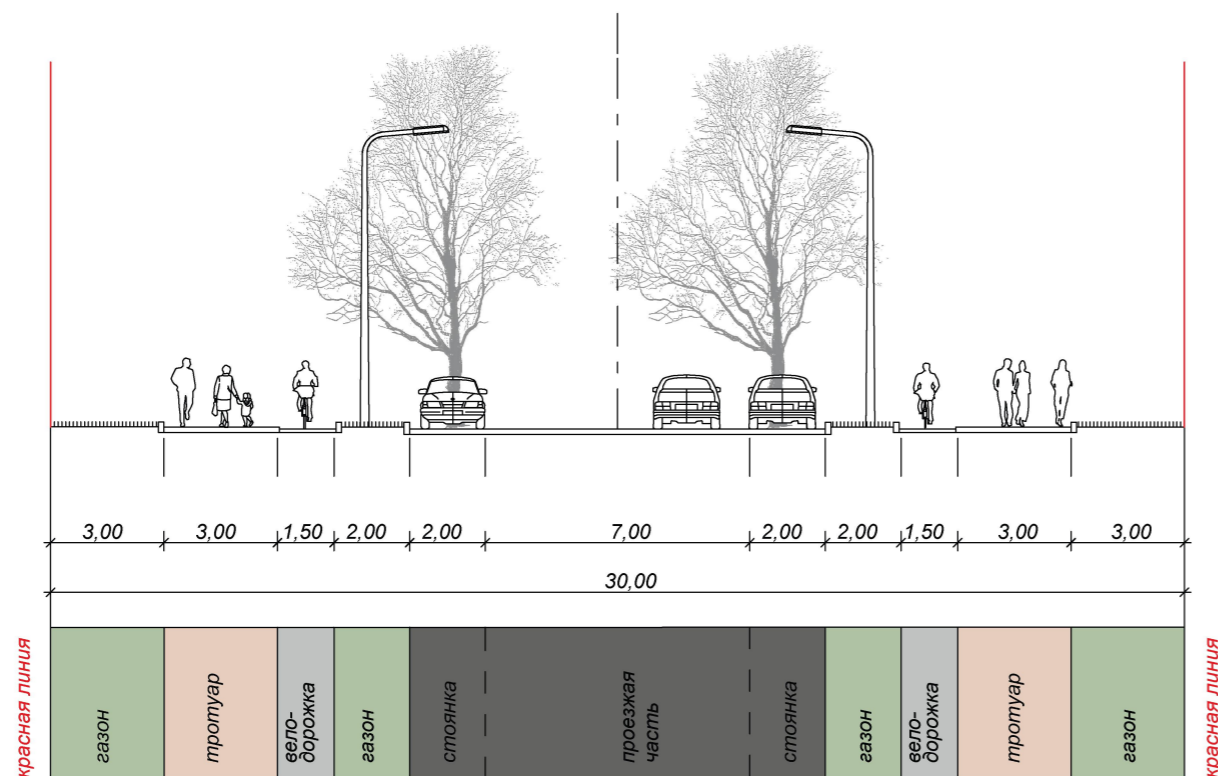 3,00 3,00 1,50 2,00 2,00 7,00 2,00 2,00 1,50 3,00 3,00
30,00
красная линия
газон
тротуар
вело-
дорожка
газон
стоянка
проезжая
часть
стоянка
газон
вело-
дорожка
тротуар
газон
красная линия